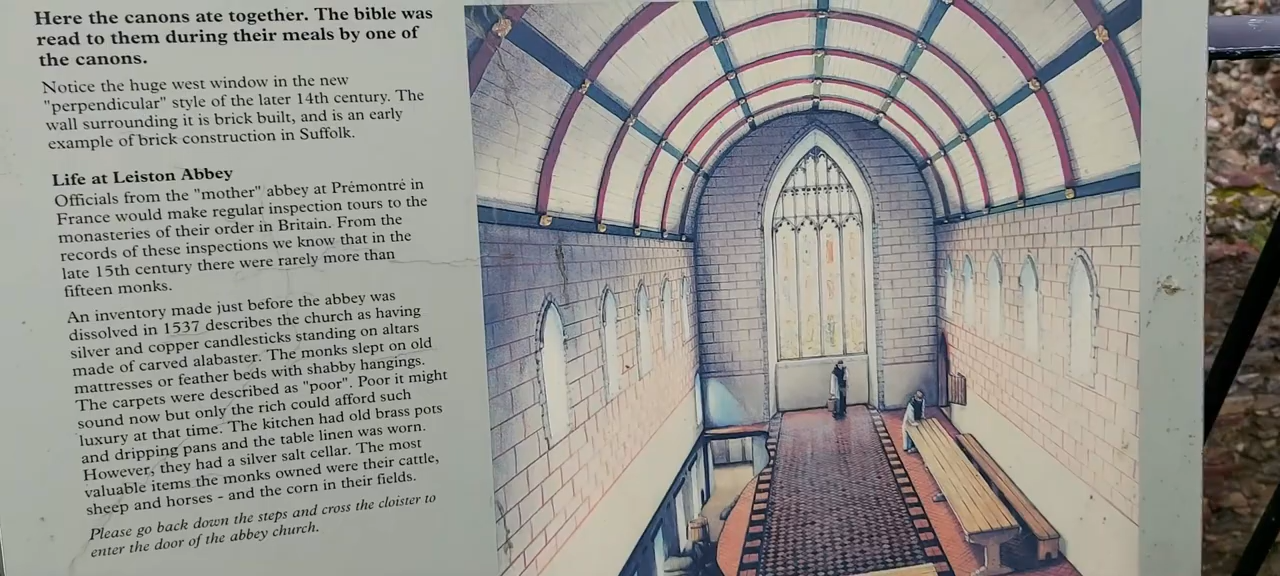 Here the canons ate together. The bible was
read to them during their meals by one of
the canons.
Notice the huge west window in the new
"perpendicular" style of the later 14th century. The
wall surrounding it is brick built, and is an early
example of brick construction in Suffolk.
Life at Leiston Abbey
Officials from the "mother" abbey at Prémontré in
France would make regular inspection tours to the
monasteries of their order in Britain. From the
records of these inspections we know that in the
late 15th century there were rarely more than
fifteen monks.
An inventory made just before the abbey was
dissolved in 1537 describes the church as having
silver and copper candlesticks standing on altars
made of carved alabaster. The monks slept on old
mattresses or feather beds with shabby hangings.
The carpets were described as "poor". Poor it might
sound now but only the rich could afford such
luxury at that time. The kitchen had old brass pots
and dripping pans and the table linen was worn.
However, they had a silver salt cellar. The most
valuable items the monks owned were their cattle,
sheep and horses - and the corn in their fields.
Please go back down the steps and cross the cloister to
enter the door of the abbey church.